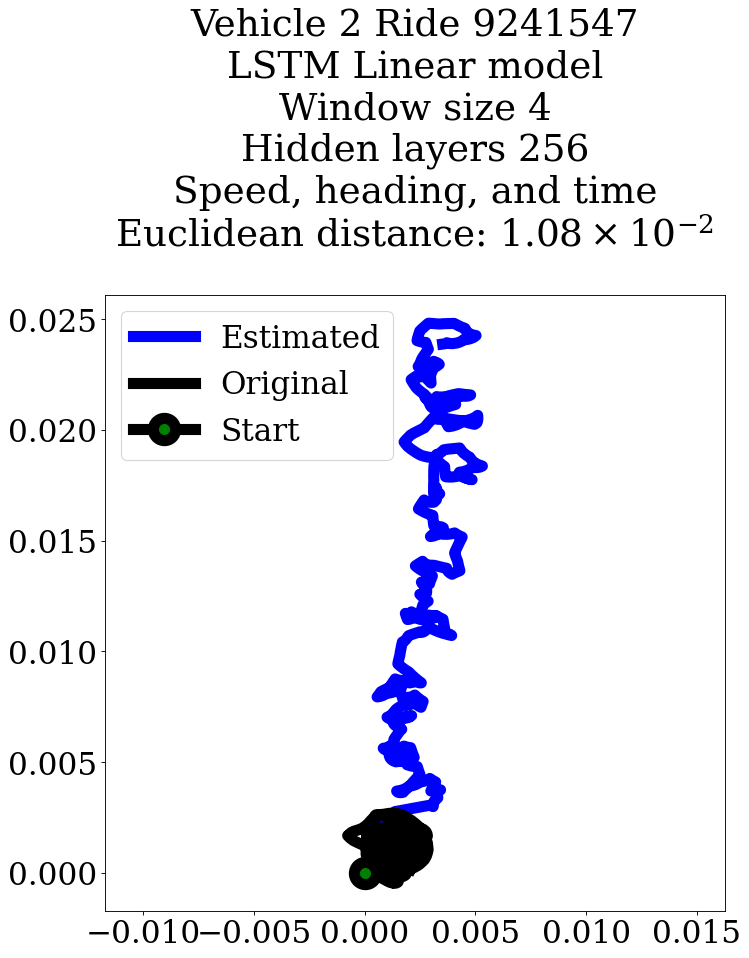 Vehicle 2 Ride 9241547
LSTM Linear model
Window size 4
Hidden layers 256
Speed, heading, and time
Euclidean distance: 1.08 × 10⁻²
Estimated
Original
Start
0.025
0.020
0.015
0.010
0.005
0.000
−0.010 −0.005 0.000 0.005 0.010 0.015